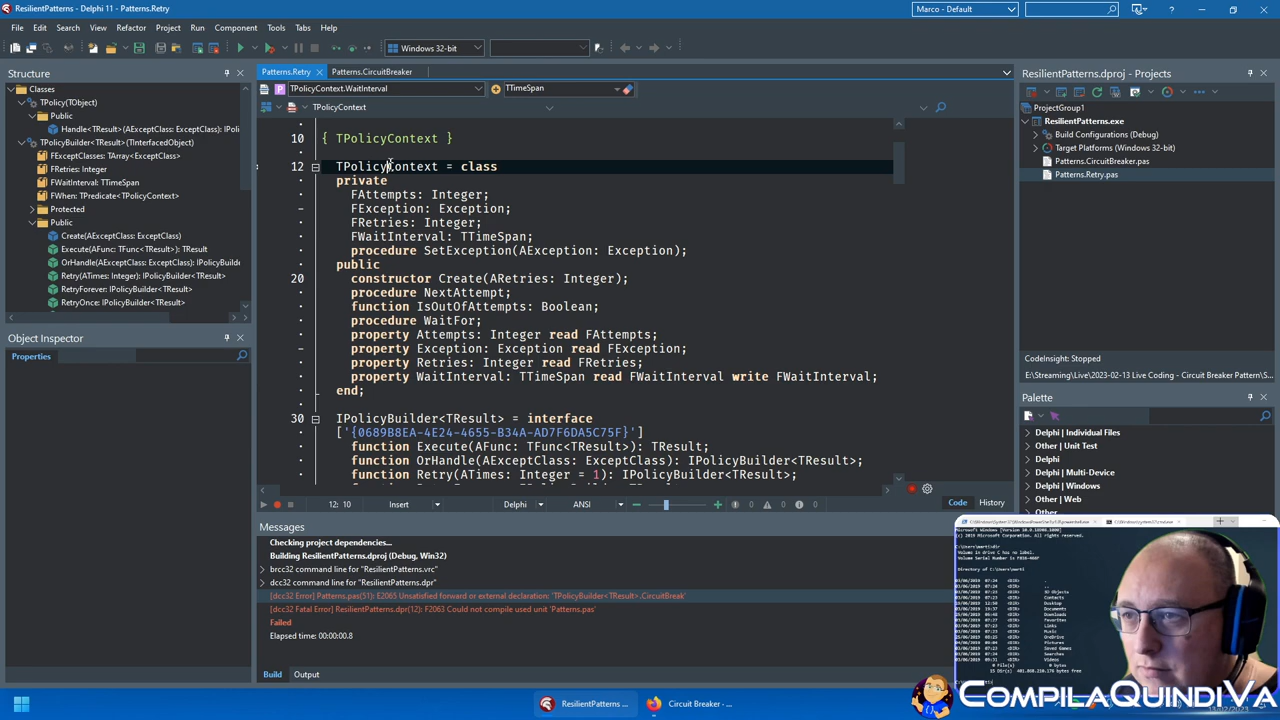 ResilientPatterns - Delphi 11 - Patterns.Retry
Marco - Default
File Edit Search View Refactor Project Run Component Tools Tabs Help
Windows 32-bit
Structure
Classes
TPolicy(TObject)
Public
Handle<TResult>(AExceptClass: ExceptClass): IPoli
TPolicyBuilder<TResult>(TInterfacedObject)
FExceptClasses: TArray<ExceptClass>
FRetries: Integer
FWaitInterval: TTimeSpan
FWhen: TPredicate<TPolicyContext>
Protected
Public
Create(AExceptClass: ExceptClass)
Execute(AFunc: TFunc<TResult>): TResult
OrHandle(AExceptClass: ExceptClass): IPolicyBuilde
Retry(ATimes: Integer): IPolicyBuilder<TResult>
RetryForever: IPolicyBuilder<TResult>
RetryOnce: IPolicyBuilder<TResult>
Object Inspector
Properties
Patterns.Retry
Patterns.CircuitBreaker
TPolicyContext.WaitInterval
TTimeSpan
TPolicyContext
10 { TPolicyContext }
12 TPolicyContext = class
private
FAttempts: Integer;
FException: Exception;
FRetries: Integer;
FWaitInterval: TTimeSpan;
procedure SetException(AException: Exception);
public
20 constructor Create(ARetries: Integer);
procedure NextAttempt;
function IsOutOfAttempts: Boolean;
procedure WaitFor;
property Attempts: Integer read FAttempts;
property Exception: Exception read FException;
property Retries: Integer read FRetries;
property WaitInterval: TTimeSpan read FWaitInterval write FWaitInterval;
end;
30 IPolicyBuilder<TResult> = interface
['{0689B8EA-4E24-4655-B34A-AD7F6DA5C75F}']
function Execute(AFunc: TFunc<TResult>): TResult;
function OrHandle(AExceptClass: ExceptClass): IPolicyBuilder<TResult>;
function Retry(ATimes: Integer = 1): IPolicyBuilder<TResult>;
12: 10
Insert
Delphi
ANSI
0
0
0
Code
History
Messages
Checking project dependencies...
Building ResilientPatterns.dproj (Debug, Win32)
brcc32 command line for "ResilientPatterns.vrc"
dcc32 command line for "ResilientPatterns.dpr"
[dcc32 Error] Patterns.pas(51): E2065 Unsatisfied forward or external declaration: 'TPolicyBuilder<TResult>.CircuitBreak'
[dcc32 Fatal Error] ResilientPatterns.dpr(12): F2063 Could not compile used unit 'Patterns.pas'
Failed
Elapsed time: 00:00:00.8
Build
Output
ResilientPatterns.dproj - Projects
ProjectGroup1
ResilientPatterns.exe
Build Configurations (Debug)
Target Platforms (Windows 32-bit)
Patterns.CircuitBreaker.pas
Patterns.Retry.pas
CodeInsight: Stopped
E:\Streaming\Live\2023-02-13 Live Coding - Circuit Breaker Pattern\S
Palette
Delphi | Individual Files
Other | Unit Test
Delphi
Delphi | Multi-Device
Delphi | Windows
Other | Web
Other
ResilientPatterns ...
Circuit Breaker - ...
COMPILAQUINDIVA